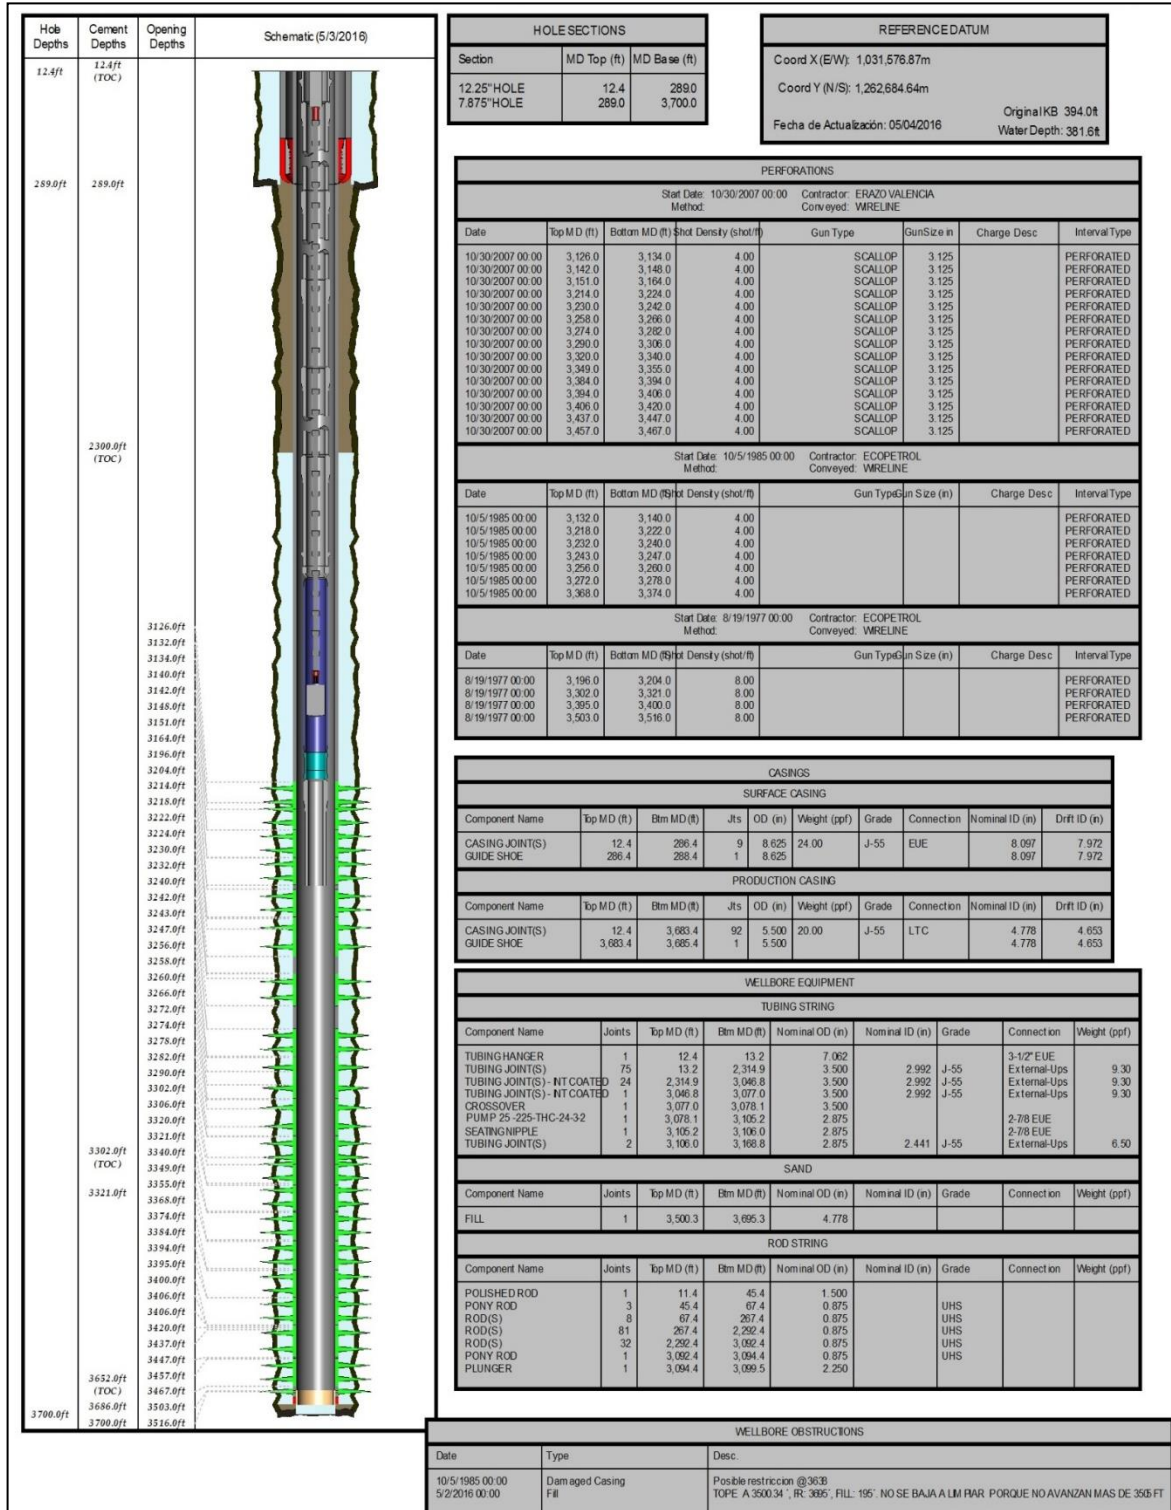 Hole Depths
Cement Depths
Opening Depths
Schematic (5/3/2016)
12.4ft
12.4ft
(TOC)
289.0ft
289.0ft
2300.0ft
(TOC)
3126.0ft
3132.0ft
3134.0ft
3140.0ft
3142.0ft
3148.0ft
3151.0ft
3164.0ft
3196.0ft
3204.0ft
3214.0ft
3218.0ft
3222.0ft
3224.0ft
3230.0ft
3232.0ft
3240.0ft
3242.0ft
3243.0ft
3247.0ft
3256.0ft
3258.0ft
3260.0ft
3266.0ft
3272.0ft
3274.0ft
3278.0ft
3282.0ft
3290.0ft
3302.0ft
3306.0ft
3320.0ft
3321.0ft
3302.0ft
(TOC)
3340.0ft
3349.0ft
3355.0ft
3321.0ft
3368.0ft
3374.0ft
3384.0ft
3394.0ft
3395.0ft
3400.0ft
3406.0ft
3406.0ft
3420.0ft
3437.0ft
3447.0ft
3457.0ft
3652.0ft
(TOC)
3467.0ft
3686.0ft
3503.0ft
3700.0ft
3700.0ft
3516.0ft
HOLE SECTIONS
Section MD Top (ft) MD Base (ft)
12.25" HOLE 12.4 289.0
7.875" HOLE 289.0 3,700.0
REFERENCE DATUM
Coord X (E/W): 1,031,576.87m
Coord Y (N/S): 1,262,684.64m
Original KB 394.0ft
Fecha de Actualización: 05/04/2016 Water Depth: 381.6ft
PERFORATIONS
Start Date: 10/30/2007 00:00 Contractor: ERAZO VALENCIA
Method: Conveyed: WIRELINE
Date Top MD (ft) Bottom MD (ft) Shot Density (shot/ft) Gun Type Gun Size in Charge Desc Interval Type
10/30/2007 00:00 3,126.0 3,134.0 4.00 SCALLOP 3.125 PERFORATED
10/30/2007 00:00 3,142.0 3,148.0 4.00 SCALLOP 3.125 PERFORATED
10/30/2007 00:00 3,151.0 3,164.0 4.00 SCALLOP 3.125 PERFORATED
10/30/2007 00:00 3,214.0 3,224.0 4.00 SCALLOP 3.125 PERFORATED
10/30/2007 00:00 3,230.0 3,242.0 4.00 SCALLOP 3.125 PERFORATED
10/30/2007 00:00 3,258.0 3,266.0 4.00 SCALLOP 3.125 PERFORATED
10/30/2007 00:00 3,274.0 3,282.0 4.00 SCALLOP 3.125 PERFORATED
10/30/2007 00:00 3,290.0 3,306.0 4.00 SCALLOP 3.125 PERFORATED
10/30/2007 00:00 3,320.0 3,340.0 4.00 SCALLOP 3.125 PERFORATED
10/30/2007 00:00 3,349.0 3,355.0 4.00 SCALLOP 3.125 PERFORATED
10/30/2007 00:00 3,384.0 3,394.0 4.00 SCALLOP 3.125 PERFORATED
10/30/2007 00:00 3,394.0 3,406.0 4.00 SCALLOP 3.125 PERFORATED
10/30/2007 00:00 3,406.0 3,420.0 4.00 SCALLOP 3.125 PERFORATED
10/30/2007 00:00 3,437.0 3,447.0 4.00 SCALLOP 3.125 PERFORATED
10/30/2007 00:00 3,457.0 3,467.0 4.00 SCALLOP 3.125 PERFORATED
Start Date: 10/5/1985 00:00 Contractor: ECOPETROL
Method: Conveyed: WIRELINE
Date Top MD (ft) Bottom MD (ft) Shot Density (shot/ft) Gun Type Gun Size (in) Charge Desc Interval Type
10/5/1985 00:00 3,132.0 3,140.0 4.00 PERFORATED
10/5/1985 00:00 3,218.0 3,222.0 4.00 PERFORATED
10/5/1985 00:00 3,232.0 3,240.0 4.00 PERFORATED
10/5/1985 00:00 3,243.0 3,247.0 4.00 PERFORATED
10/5/1985 00:00 3,256.0 3,260.0 4.00 PERFORATED
10/5/1985 00:00 3,272.0 3,278.0 4.00 PERFORATED
10/5/1985 00:00 3,368.0 3,374.0 4.00 PERFORATED
Start Date: 8/19/1977 00:00 Contractor: ECOPETROL
Method: Conveyed: WIRELINE
Date Top MD (ft) Bottom MD (ft) Shot Density (shot/ft) Gun Type Gun Size (in) Charge Desc Interval Type
8/19/1977 00:00 3,196.0 3,204.0 8.00 PERFORATED
8/19/1977 00:00 3,302.0 3,321.0 8.00 PERFORATED
8/19/1977 00:00 3,395.0 3,400.0 8.00 PERFORATED
8/19/1977 00:00 3,503.0 3,516.0 8.00 PERFORATED
CASINGS
SURFACE CASING
Component Name Top MD (ft) Btm MD (ft) Jts OD (in) Weight (ppf) Grade Connection Nominal ID (in) Drift ID (in)
CASING JOINT(S) 12.4 286.4 9 8.625 24.00 J-55 EUE 8.097 7.972
GUIDE SHOE 286.4 288.4 1 8.625 8.097 7.972
PRODUCTION CASING
Component Name Top MD (ft) Btm MD (ft) Jts OD (in) Weight (ppf) Grade Connection Nominal ID (in) Drift ID (in)
CASING JOINT(S) 12.4 3,683.4 92 5.500 20.00 J-55 LTC 4.778 4.653
GUIDE SHOE 3,683.4 3,685.4 1 5.500 4.778 4.653
WELLBORE EQUIPMENT
TUBING STRING
Component Name Joints Top MD (ft) Btm MD (ft) Nominal OD (in) Nominal ID (in) Grade Connection Weight (ppf)
TUBING HANGER 1 12.4 13.2 7.062 3-1/2" EUE
TUBING JOINT(S) 75 13.2 2,314.9 3.500 2.992 J-55 External-Ups 9.30
TUBING JOINT(S) - INT COATED 24 2,314.9 3,046.8 3.500 2.992 J-55 External-Ups 9.30
TUBING JOINT(S) - INT COATED 1 3,046.8 3,077.0 3.500 2.992 J-55 External-Ups 9.30
CROSSOVER 1 3,077.0 3,078.1 3.500
PUMP 25 -225-THC-24-3-2 1 3,078.1 3,105.2 2.875 2-7/8 EUE
SEATING NIPPLE 1 3,105.2 3,106.0 2.875 2-7/8 EUE
TUBING JOINT(S) 2 3,106.0 3,168.8 2.875 2.441 J-55 External-Ups 6.50
SAND
Component Name Joints Top MD (ft) Btm MD (ft) Nominal OD (in) Nominal ID (in) Grade Connection Weight (ppf)
FILL 1 3,500.3 3,695.3 4.778
ROD STRING
Component Name Joints Top MD (ft) Btm MD (ft) Nominal OD (in) Nominal ID (in) Grade Connection Weight (ppf)
POLISHED ROD 1 11.4 45.4 1.500
PONY ROD 3 45.4 67.4 0.875 UHS
ROD(S) 8 67.4 267.4 0.875 UHS
ROD(S) 81 267.4 2,292.4 0.875 UHS
ROD(S) 32 2,292.4 3,092.4 0.875 UHS
PONY ROD 1 3,092.4 3,094.4 0.875 UHS
PLUNGER 1 3,094.4 3,099.5 2.250
WELLBORE OBSTRUCTIONS
Date Type Desc.
10/5/1985 00:00 Damaged Casing Posible restriccion @3638
5/2/2016 00:00 Fill TOPE A 3500.34 ', FR: 3695', FILL: 195'. NO SE BAJA A LIMPIAR PORQUE NO AVANZAN MAS DE 3505 FT